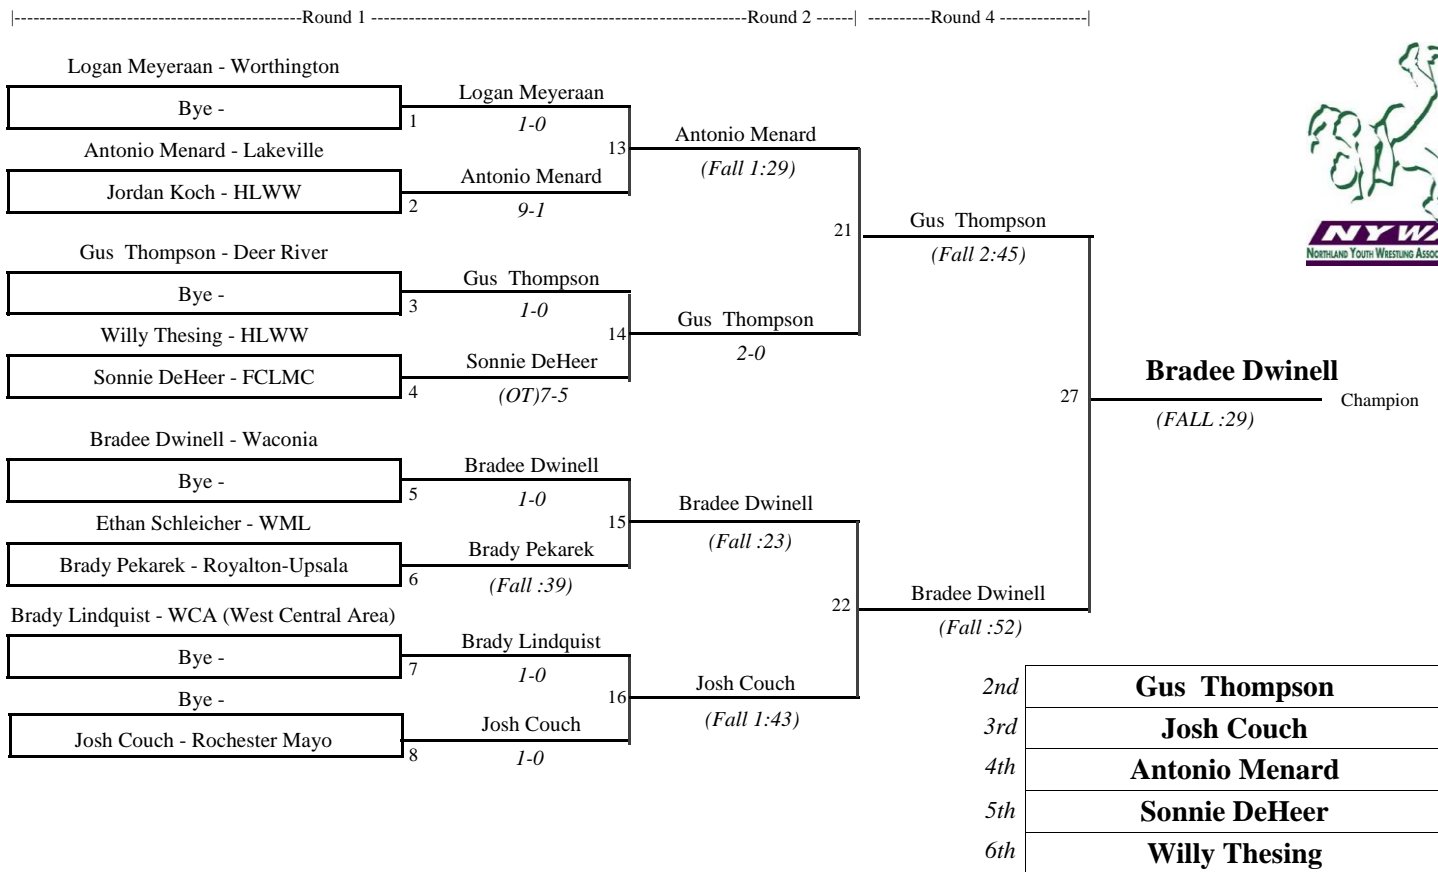 |----------------------------------------------Round 1 ------------------------------------------------------------Round 2 ------| ----------Round 4 --------------|
Logan Meyeraan - Worthington
Bye -
1
Logan Meyeraan
1-0
Antonio Menard - Lakeville
Jordan Koch - HLWW
2
Antonio Menard
9-1
13
Antonio Menard
(Fall 1:29)
Gus Thompson - Deer River
Bye -
3
Gus Thompson
1-0
Willy Thesing - HLWW
Sonnie DeHeer - FCLMC
4
Sonnie DeHeer
(OT)7-5
14
Gus Thompson
2-0
21
Gus Thompson
(Fall 2:45)
Bradee Dwinell - Waconia
Bye -
5
Bradee Dwinell
1-0
Ethan Schleicher - WML
Brady Pekarek - Royalton-Upsala
6
Brady Pekarek
(Fall :39)
15
Bradee Dwinell
(Fall :23)
Brady Lindquist - WCA (West Central Area)
Bye -
7
Brady Lindquist
1-0
Bye -
Josh Couch - Rochester Mayo
8
Josh Couch
1-0
16
Josh Couch
(Fall 1:43)
22
Bradee Dwinell
(Fall :52)
27
Bradee Dwinell
(FALL :29)
Champion
NYWA
Northland Youth Wrestling
2nd Gus Thompson
3rd Josh Couch
4th Antonio Menard
5th Sonnie DeHeer
6th Willy Thesing